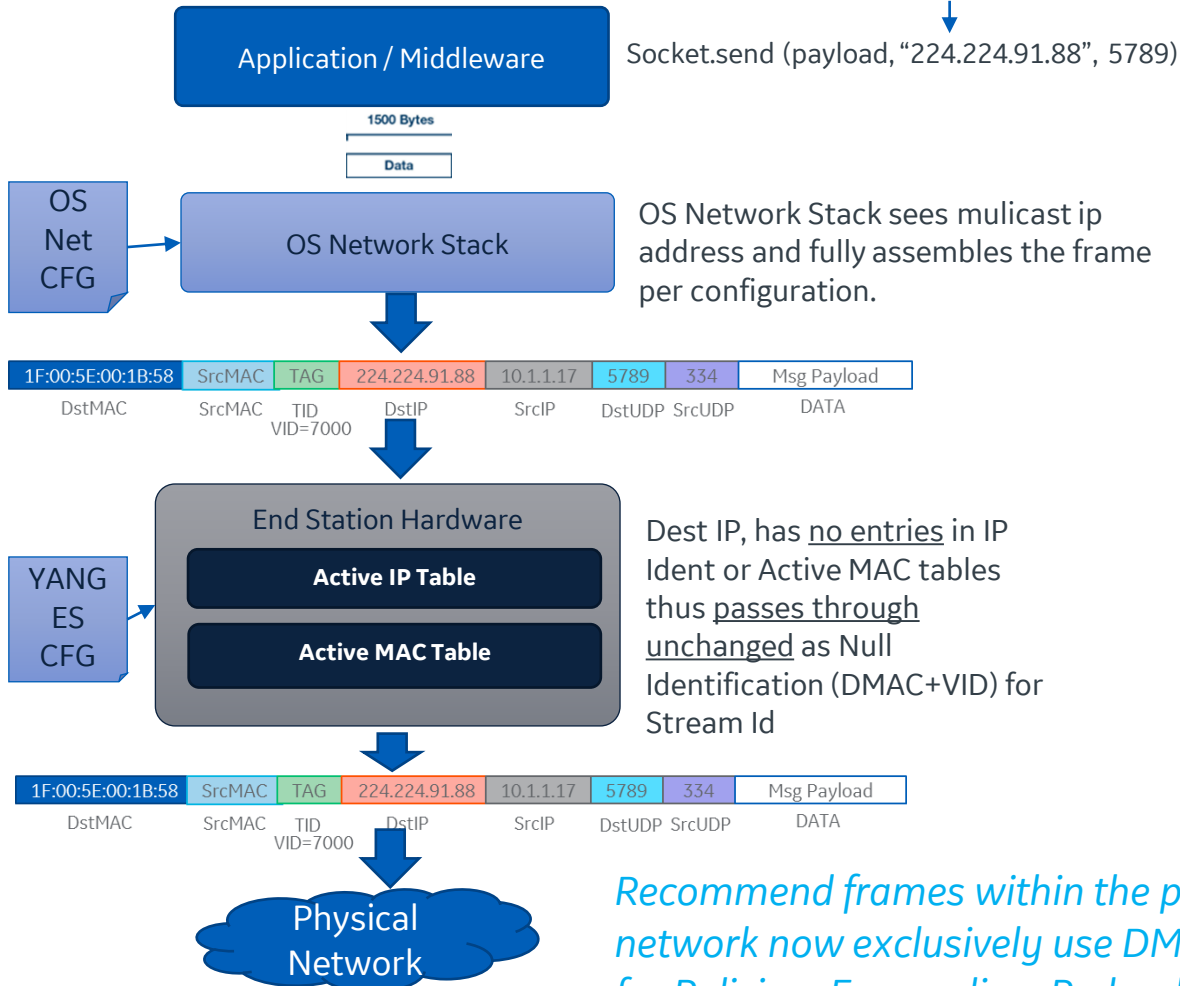 Application / Middleware
Socket.send (payload, “224.224.91.88”, 5789)
1500 Bytes
Data
OS
Net
CFG
OS Network Stack
OS Network Stack sees mulicast ip
address and fully assembles the frame
per configuration.
1F:00:5E:00:1B:58 SrcMAC TAG 224.224.91.88 10.1.1.17 5789 334 Msg Payload
DstMAC SrcMAC TID DstIP SrcIP DstUDP SrcUDP DATA
VID=7000
End Station Hardware
Active IP Table
Active MAC Table
YANG
ES
CFG
Dest IP, has no entries in IP
Ident or Active MAC tables
thus passes through
unchanged as Null
Identification (DMAC+VID) for
Stream Id
1F:00:5E:00:1B:58 SrcMAC TAG 224.224.91.88 10.1.1.17 5789 334 Msg Payload
DstMAC SrcMAC TID DstIP SrcIP DstUDP SrcUDP DATA
VID=7000
Physical
Network
Recommend frames within the
network now exclusively use